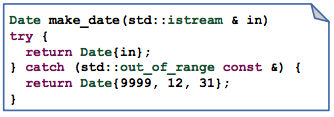 Date make_date(std::istream & in)
try {
  return Date{in};
} catch (std::out_of_range const &) {
  return Date{9999, 12, 31};
}